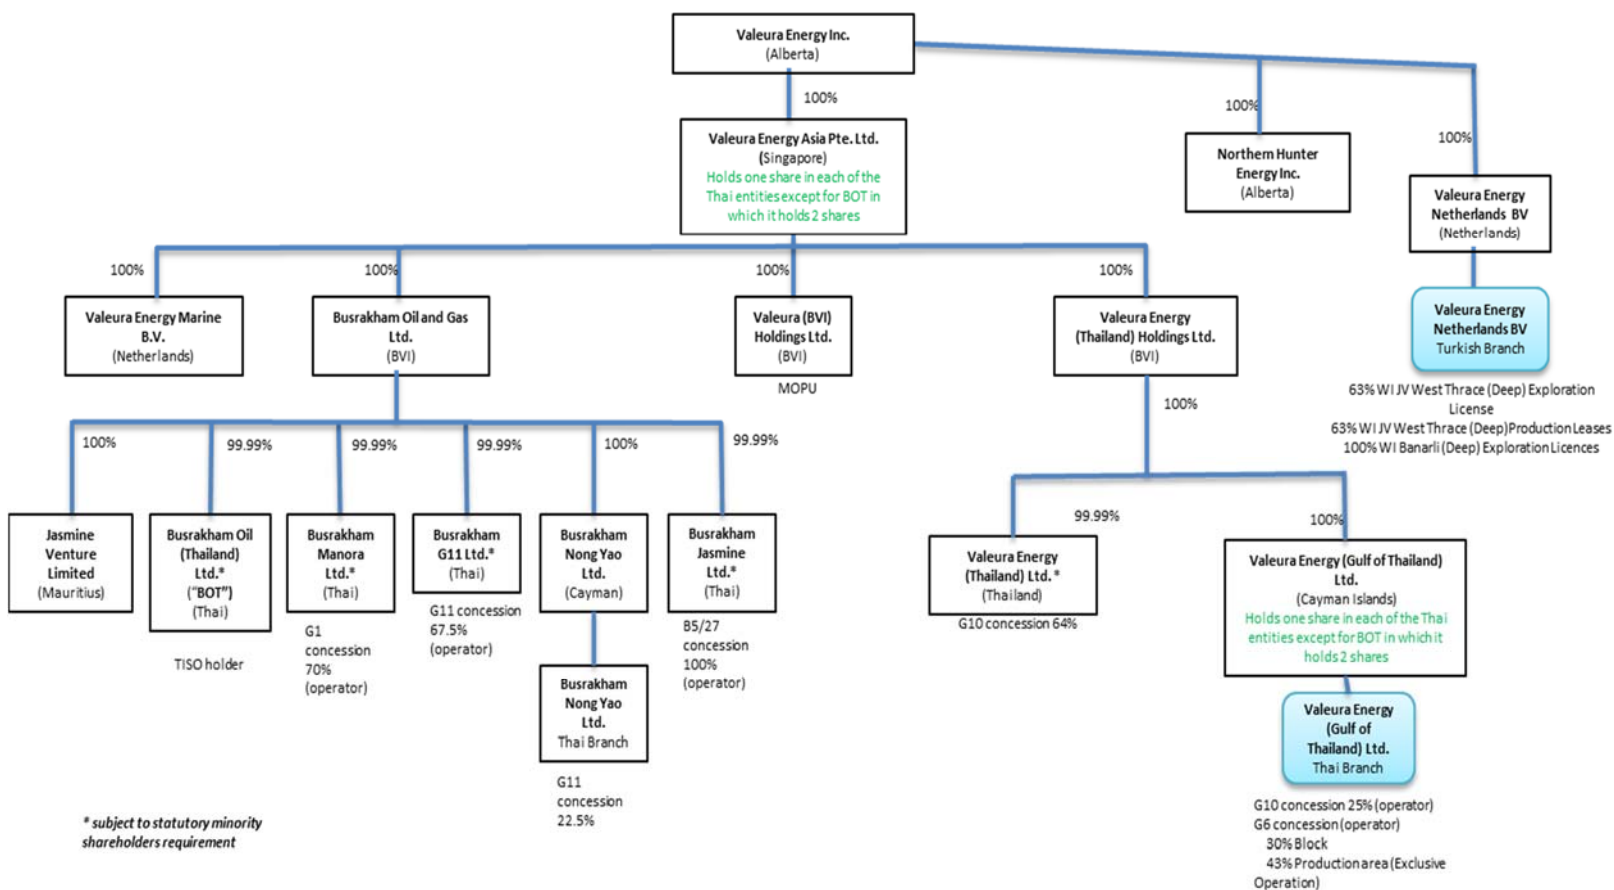 Valeura Energy Inc.
(Alberta)
100%
100%
100%
Valeura Energy Asia Pte. Ltd.
(Singapore)
Holds one share in each of the
Thai entities except for BOT in
which it holds 2 shares
Northern Hunter
Energy Inc.
(Alberta)
Valeura Energy
Netherlands BV
(Netherlands)
100%
100%
100%
100%
Valeura Energy Marine
B.V.
(Netherlands)
Busrakham Oil and Gas
Ltd.
(BVI)
Valeura (BVI)
Holdings Ltd.
(BVI)
MOPU
Valeura Energy
(Thailand) Holdings Ltd.
(BVI)
Valeura Energy
Netherlands BV
Turkish Branch
63% WI JV West Thrace (Deep) Exploration
License
63% WI JV West Thrace (Deep)Production Leases
100% WI Banarli (Deep) Exploration Licences
100%
100%
99.99%
99.99%
99.99%
100%
99.99%
Jasmine
Venture
Limited
(Mauritius)
Busrakham Oil
(Thailand)
Ltd.*
("BOT")
(Thai)
TISO holder
Busrakham
Manora
Ltd.*
(Thai)
G1
concession
70%
(operator)
Busrakham
G11 Ltd.*
(Thai)
G11 concession
67.5%
(operator)
Busrakham
Nong Yao
Ltd.
(Cayman)
Busrakham
Jasmine
Ltd.*
(Thai)
B5/27
concession
100%
(operator)
Busrakham
Nong Yao
Ltd.
Thai Branch
G11
concession
22.5%
99.99%
100%
Valeura Energy
(Thailand) Ltd. *
(Thailand)
G10 concession 64%
Valeura Energy (Gulf of Thailand)
Ltd.
(Cayman Islands)
Holds one share in each of the Thai
entities except for BOT in which it
holds 2 shares
Valeura Energy
(Gulf of
Thailand) Ltd.
Thai Branch
G10 concession 25% (operator)
G6 concession (operator)
30% Block
43% Production area (Exclusive
Operation)
* subject to statutory minority
shareholders requirement